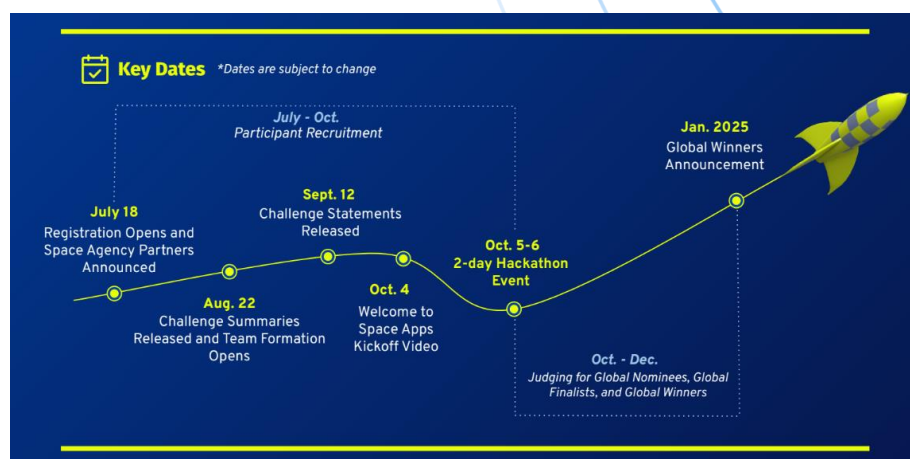 Key Dates *Dates are subject to change
July - Oct.
Participant Recruitment
July 18
Registration Opens and
Space Agency Partners
Announced
Aug. 22
Challenge Summaries
Released and Team Formation
Opens
Sept. 12
Challenge Statements
Released
Oct. 4
Welcome to
Space Apps
Kickoff Video
Oct. 5-6
2-day Hackathon
Event
Oct. - Dec.
Judging for Global Nominees, Global
Finalists, and Global Winners
Jan. 2025
Global Winners
Announcement